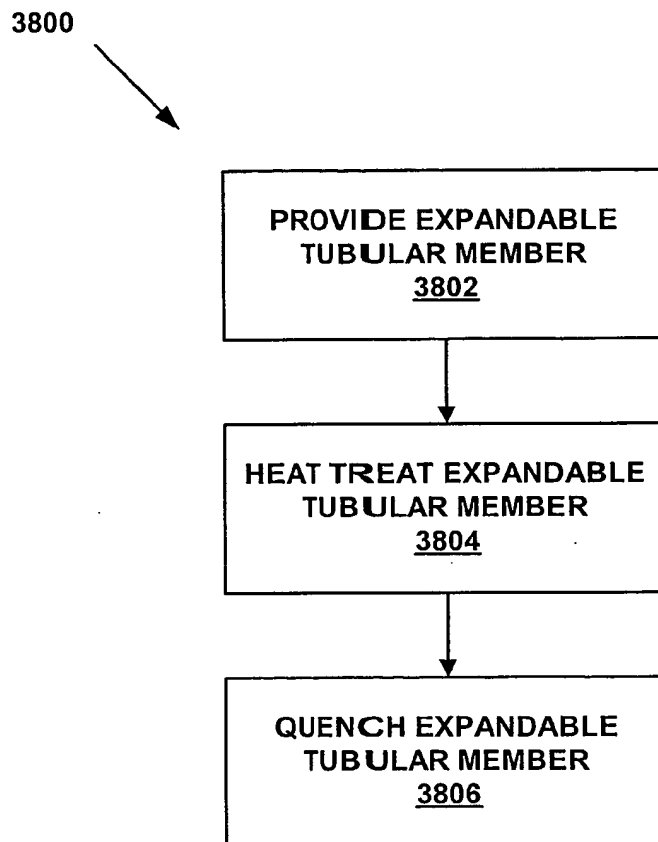 3800
PROVIDE EXPANDABLE
TUBULAR MEMBER
3802
HEAT TREAT EXPANDABLE
TUBULAR MEMBER
3804
QUENCH EXPANDABLE
TUBULAR MEMBER
3806